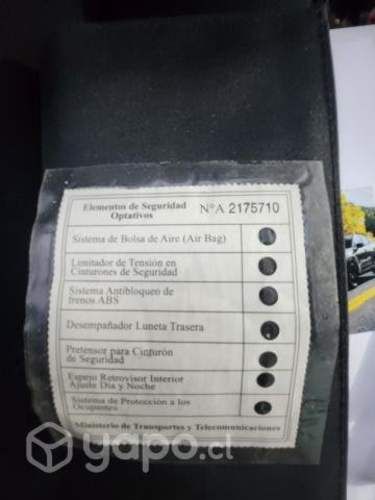 Elementos de Seguridad
Optativos
N° A 2175710
Sistema de Bolsa de Aire (Air Bag)
Limitador de Tensión en
Cinturones de Seguridad
Sistema Antibloqueo de
frenos ABS
Desempañador Luneta Trasera
Pretensor para Cinturón
de Seguridad
Espejo Retrovisor Interior
Ajuste Día y Noche
Sistema de Protección a los
Ocupantes
Ministerio de Transportes y Telecomunicaciones
yapo.cl